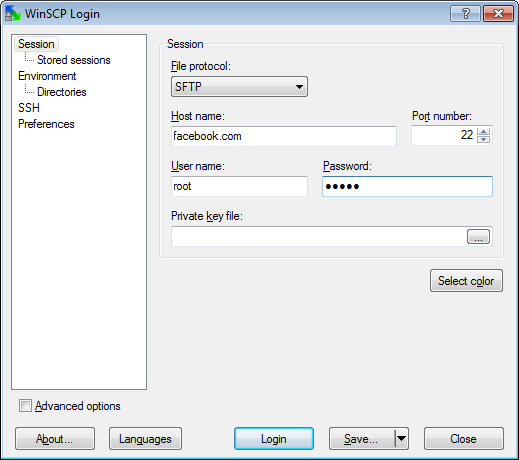 WinSCP Login
Session
Stored sessions
Environment
Directories
SSH
Preferences
Session
File protocol:
SFTP
Host name:
Port number:
facebook.com
22
User name:
Password:
root
●●●●●
Private key file:
...
Select color
Advanced options
About...
Languages
Login
Save...
Close